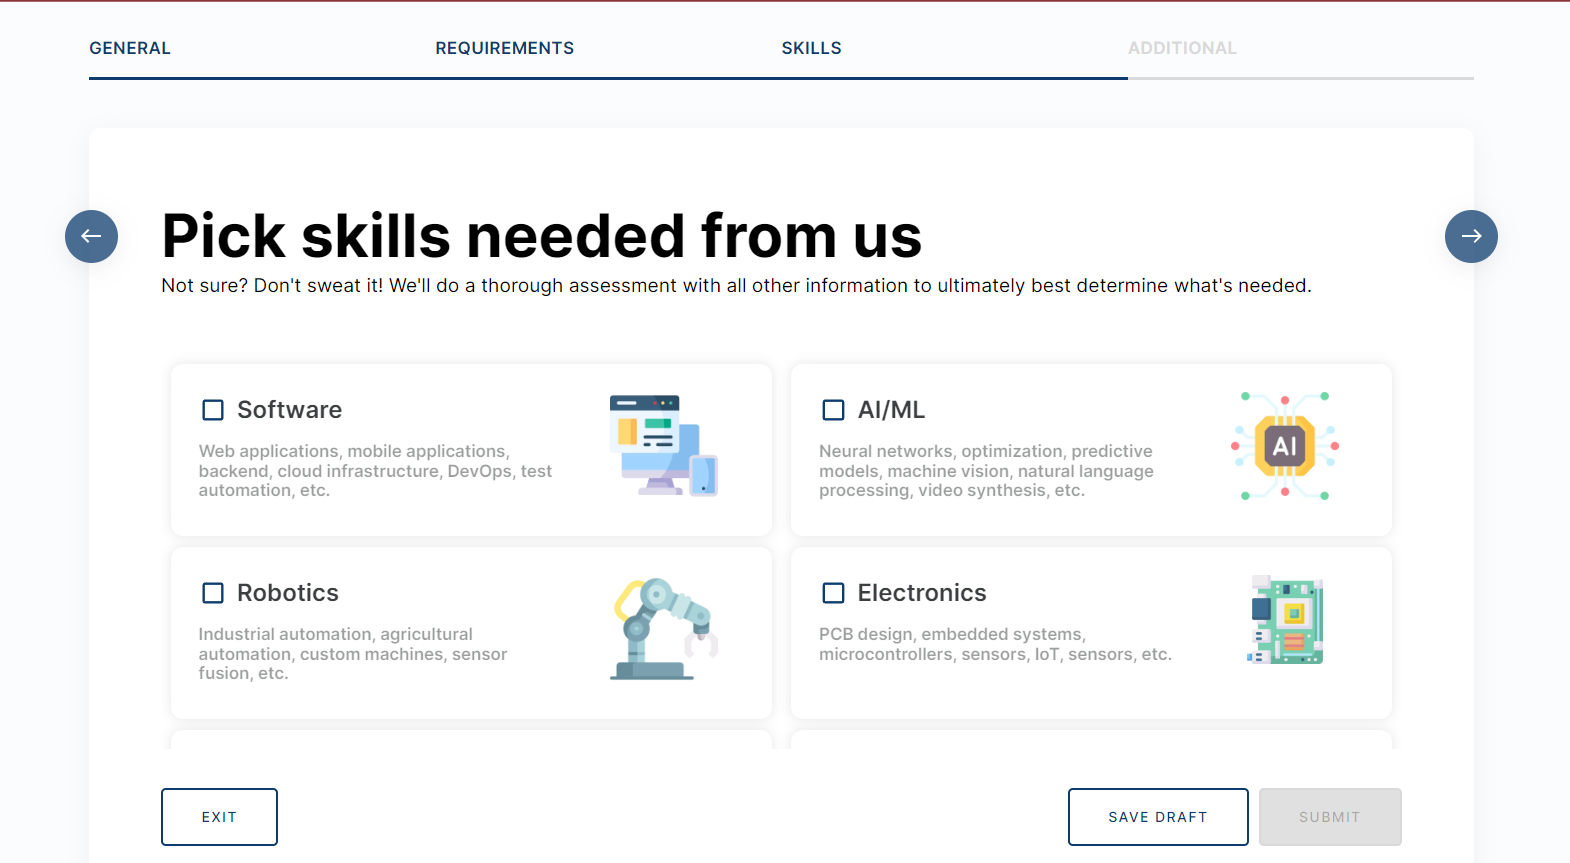 GENERAL REQUIREMENTS SKILLS ADDITIONAL
Pick skills needed from us
Not sure? Don't sweat it! We'll do a thorough assessment with all other information to ultimately best determine what's needed.
Software
Web applications, mobile applications,
backend, cloud infrastructure, DevOps, test
automation, etc.
AI/ML
Neural networks, optimization, predictive
models, machine vision, natural language
processing, video synthesis, etc.
AI
Robotics
Industrial automation, agricultural
automation, custom machines, sensor
fusion, etc.
Electronics
PCB design, embedded systems,
microcontrollers, sensors, IoT, sensors, etc.
EXIT SAVE DRAFT SUBMIT